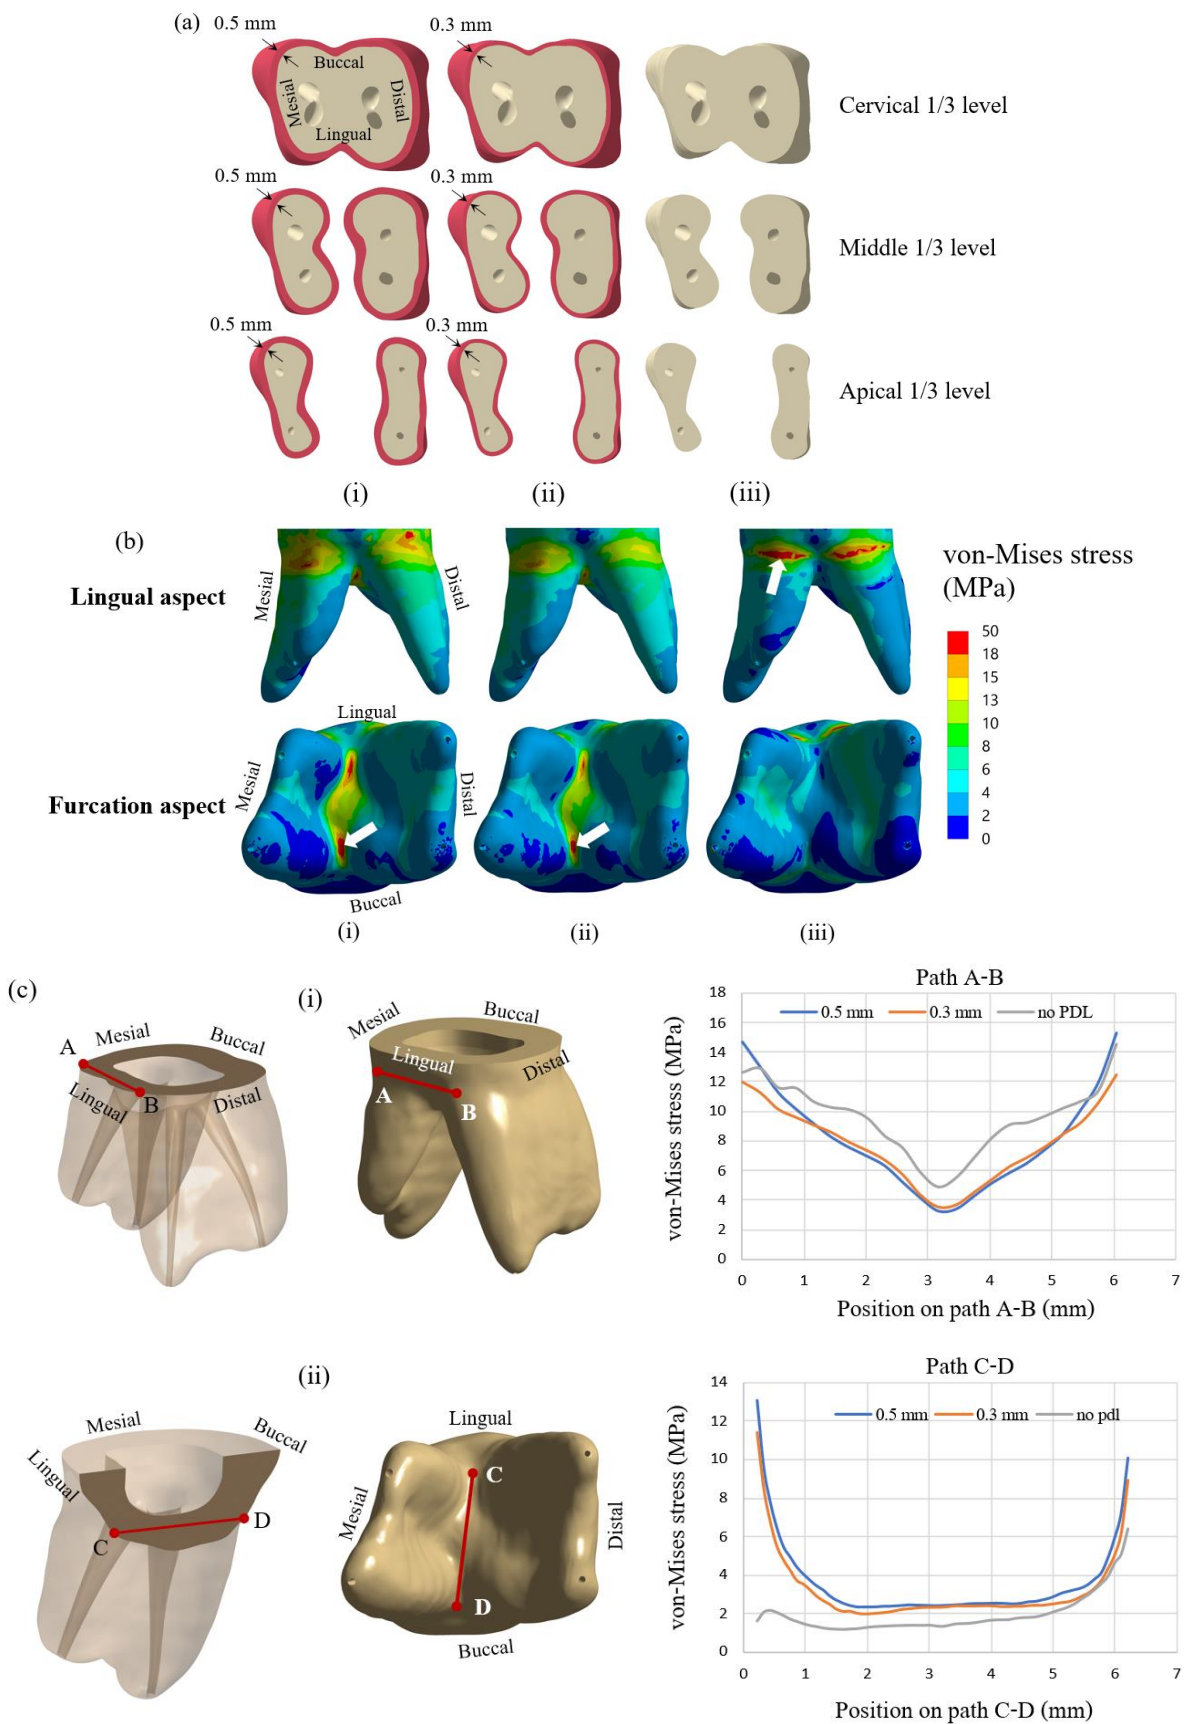 (a)
0.5 mm
0.3 mm
Buccal
Mesial
Distal
Lingual
Cervical 1/3 level
0.5 mm
0.3 mm
Middle 1/3 level
0.5 mm
0.3 mm
Apical 1/3 level
(i)
(ii)
(iii)
(b)
Lingual aspect
Mesial
Distal
von-Mises stress
(MPa)
50
18
15
13
10
8
6
4
2
0
Furcation aspect
Lingual
Mesial
Distal
Buccal
(i)
(ii)
(iii)
(c)
Mesial
Buccal
A
Lingual
B
Distal
(i)
Mesial
Buccal
Lingual
Distal
A
B
Path A-B
0.5 mm
0.3 mm
no PDL
von-Mises stress (MPa)
18
16
14
12
10
8
6
4
2
0
0 1 2 3 4 5 6 7
Position on path A-B (mm)
(ii)
Mesial
Buccal
Lingual
C
D
Lingual
C
Mesial
Distal
D
Buccal
Path C-D
0.5 mm
0.3 mm
no pdl
von-Mises stress (MPa)
14
12
10
8
6
4
2
0
0 1 2 3 4 5 6 7
Position on path C-D (mm)